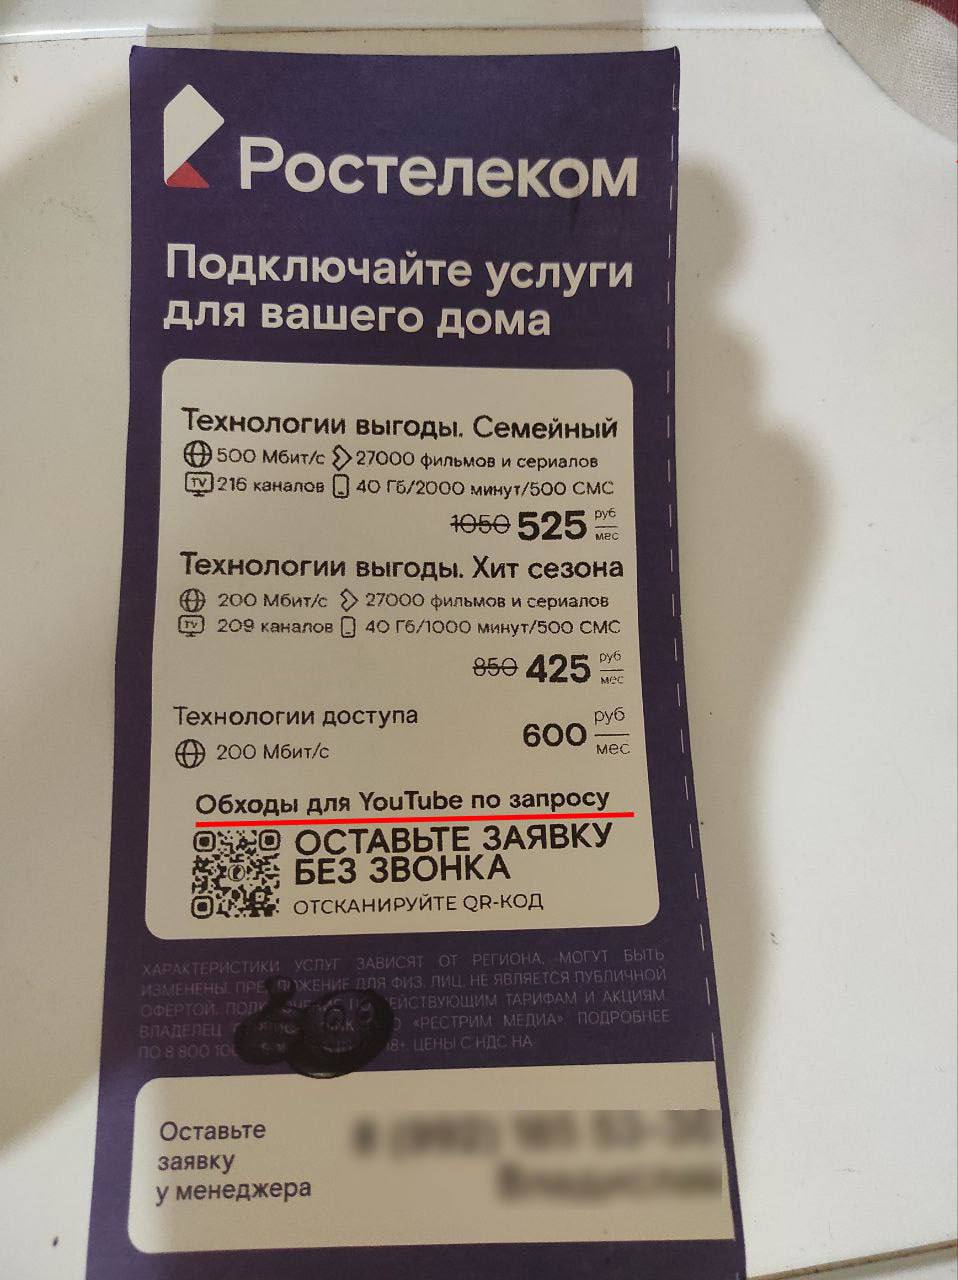 Ростелеком
Подключайте услуги
для вашего дома
Технологии выгоды. Семейный
500 Мбит/с 27000 фильмов и сериалов
TV 216 каналов 40 Гб/2000 минут/500 СМС
1050 525 руб
мес
Технологии выгоды. Хит сезона
200 Мбит/с 27000 фильмов и сериалов
TV 209 каналов 40 Гб/1000 минут/500 СМС
850 425 руб
мес
Технологии доступа
200 Мбит/с
600 руб
мес
Обходы для YouTube по запросу
ОСТАВЬТЕ ЗАЯВКУ
БЕЗ ЗВОНКА
ОТСКАНИРУЙТЕ QR-КОД
ХАРАКТЕРИСТИКИ УСЛУГ ЗАВИСЯТ ОТ РЕГИОНА, МОГУТ БЫТЬ
ИЗМЕНЕНЫ. ПРЕДЛОЖЕНИЕ ДЛЯ ФИЗ. ЛИЦ, НЕ ЯВЛЯЕТСЯ ПУБЛИЧНОЙ
ОФЕРТОЙ. ТАРИФАМ И АКЦИЯМ.
ВЛАДЕЛЕЦ «РЕСТРИМ МЕДИА». ПОДРОБНЕЕ
ПО 8 800 18+. ЦЕНЫ С НДС НА
Оставьте
заявку
у менеджера